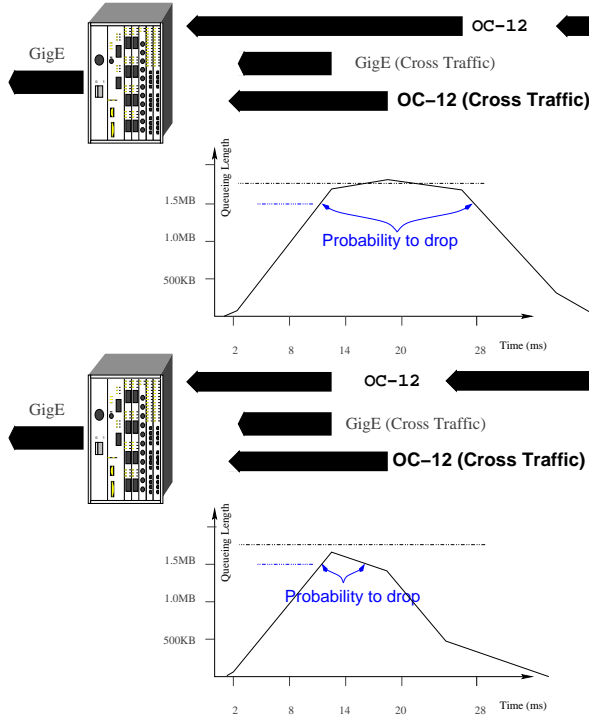 OC-12
GigE
GigE (Cross Traffic)
OC-12 (Cross Traffic)
Queueing Length
1.5MB
Probability to drop
1.0MB
500KB
Time (ms)
2 8 14 20 28
OC-12
GigE
GigE (Cross Traffic)
OC-12 (Cross Traffic)
Queueing Length
1.5MB
Probability to drop
1.0MB
500KB
Time (ms)
2 8 14 20 28